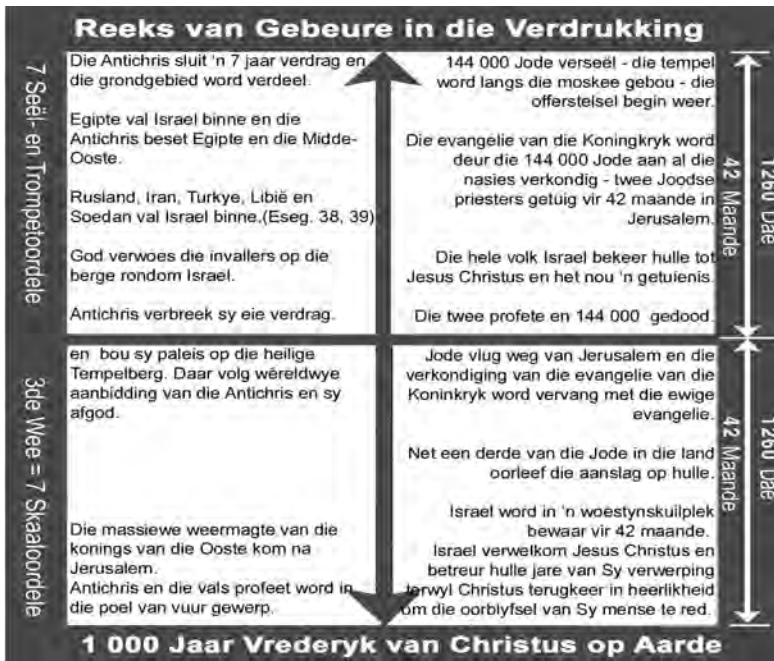 Reeks van Gebeure in die Verdrukking
7 Seël- en Trompetoordele
Die Antichris sluit 'n 7 jaar verdrag en
die grondgebied word verdeel.
Egipte val Israel binne en die
Antichris beset Egipte en die Midde-
Ooste.
Rusland, Iran, Turkye, Libië en
Soedan val Israel binne.(Eseg. 38, 39)
God verwoes die invallers op die
berge rondom Israel.
Antichris verbreek sy eie verdrag.
144 000 Jode verseël - die tempel
word langs die moskee gebou - die
offerstelsel begin weer.
Die evangelie van die Koningkryk word
deur die 144 000 Jode aan al die
nasies verkondig - twee Joodse
priesters getuig vir 42 maande in
Jerusalem.
Die hele volk Israel bekeer hulle tot
Jesus Christus en het nou 'n getuienis.
Die twee profete en 144 000 gedood.
42 Maande
1260 Dae
3de Wee = 7 Skaaloordele
en bou sy paleis op die heilige
Tempelberg. Daar volg wêreldwye
aanbidding van die Antichris en sy
afgod.
Die massiewe weermagte van die
konings van die Ooste kom na
Jerusalem.
Antichris en die vals profeet word in
die poel van vuur gewerp.
Jode vlug weg van Jerusalem en die
verkondiging van die evangelie van die
Koninkryk word vervang met die ewige
evangelie.
Net een derde van die Jode in die land
oorleef die aanslag op hulle.
Israel word in 'n woestynskuilplek
bewaar vir 42 maande.
Israel verwelkom Jesus Christus en
betreur hulle jare van Sy verwerping
terwyl Christus terugkeer in heerlikheid
om die oorblyfsel van Sy mense te red.
42 Maande
1260 Dae
1 000 Jaar Vrederyk van Christus op Aarde